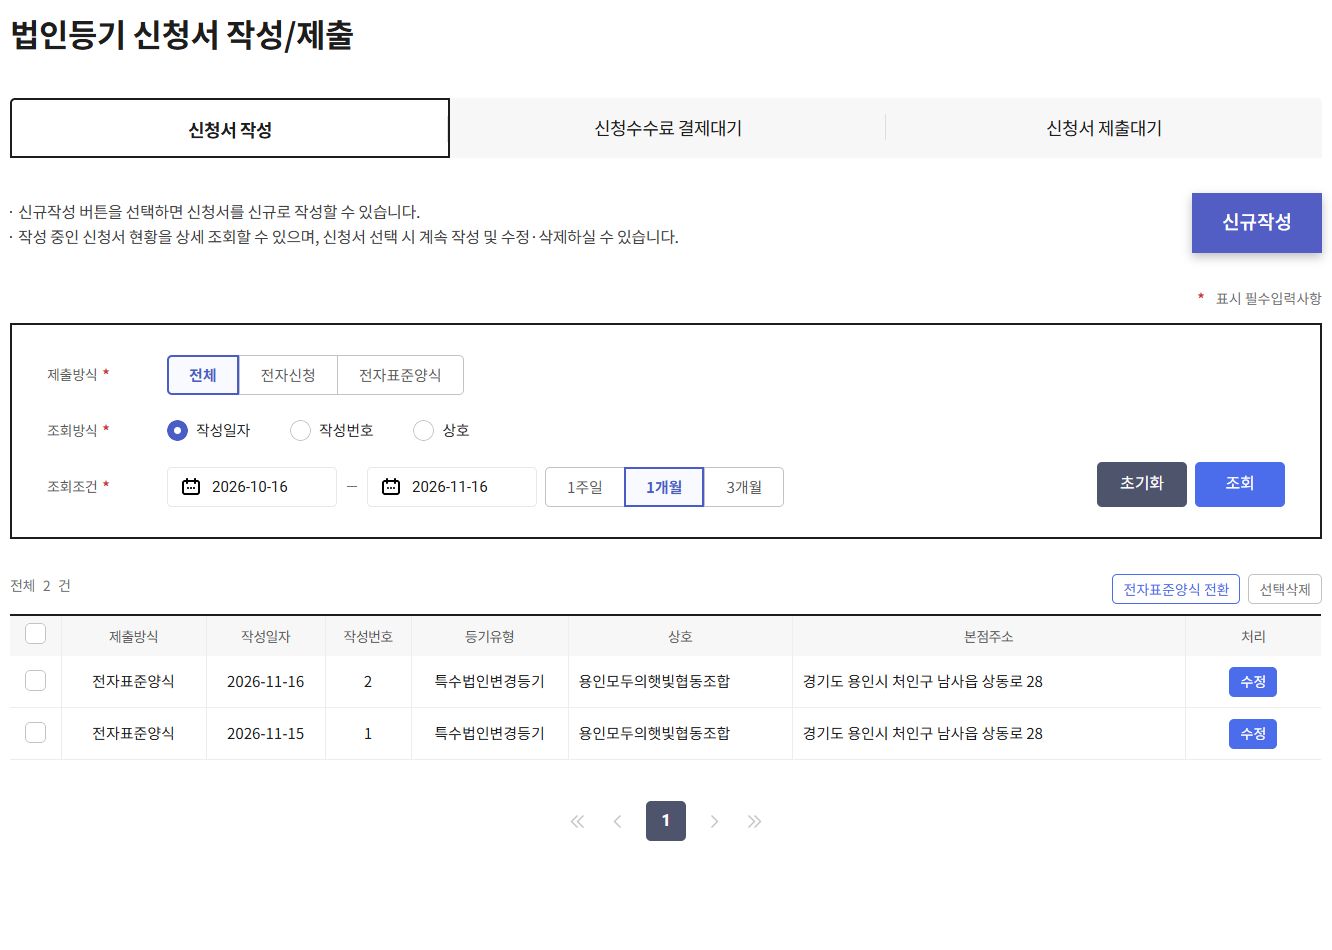 법인등기 신청서 작성/제출
신청서 작성 신청수수료 결제대기 신청서 제출대기
· 신규작성 버튼을 선택하면 신청서를 신규로 작성할 수 있습니다.
· 작성 중인 신청서 현황을 상세 조회할 수 있으며, 신청서 선택 시 계속 작성 및 수정·삭제하실 수 있습니다.
신규작성
* 표시 필수입력사항
제출방식 * 전체 전자신청 전자표준양식
조회방식 * 작성일자 작성번호 상호
조회조건 * 2026-10-16 — 2026-11-16 1주일 1개월 3개월 초기화 조회
전체 2 건 전자표준양식 전환 선택삭제
제출방식 작성일자 작성번호 등기유형 상호 본점주소 처리
전자표준양식 2026-11-16 2 특수법인변경등기 용인모두의햇빛협동조합 경기도 용인시 처인구 남사읍 상동로 28 수정
전자표준양식 2026-11-15 1 특수법인변경등기 용인모두의햇빛협동조합 경기도 용인시 처인구 남사읍 상동로 28 수정
1